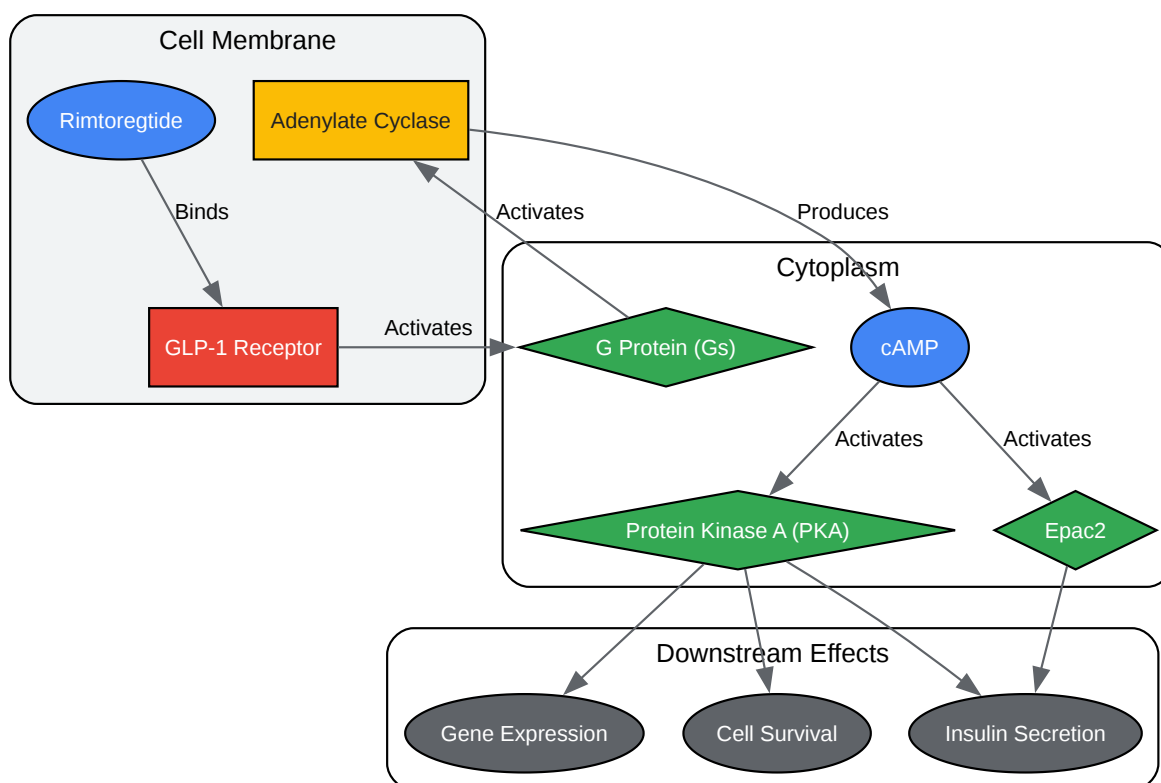 Cell Membrane
Rimtoregtide
Adenylate Cyclase
Binds
Activates
Produces
Cytoplasm
GLP-1 Receptor
Activates
G Protein (Gs)
cAMP
Activates
Activates
Protein Kinase A (PKA)
Epac2
Downstream Effects
Gene Expression
Cell Survival
Insulin Secretion